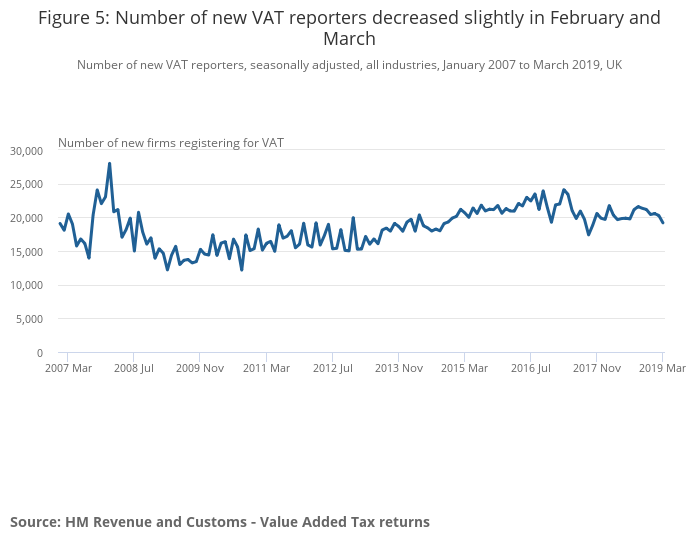 Figure 5: Number of new VAT reporters decreased slightly in February and
March
Number of new VAT reporters, seasonally adjusted, all industries, January 2007 to March 2019, UK
Number of new firms registering for VAT
30,000
25,000
20,000
15,000
10,000
5,000
0
2007 Mar 2008 Jul 2009 Nov 2011 Mar 2012 Jul 2013 Nov 2015 Mar 2016 Jul 2017 Nov 2019 Mar
Source: HM Revenue and Customs - Value Added Tax returns